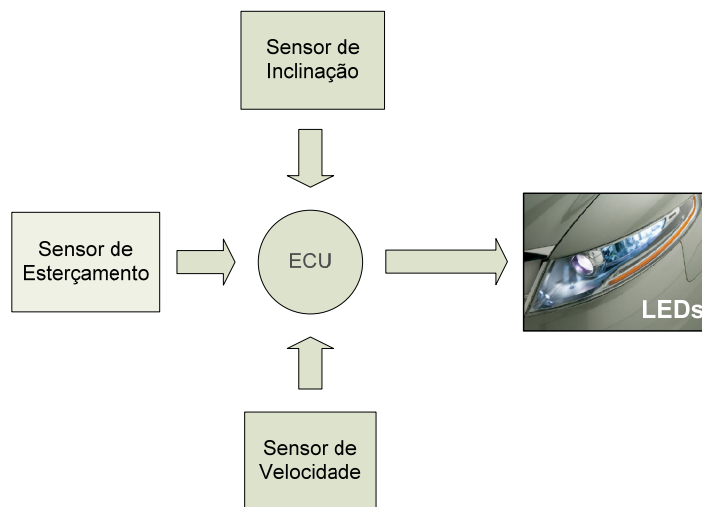 Sensor de
Inclinação
Sensor de
Esterçamento
ECU
LEDs
Sensor de
Velocidade